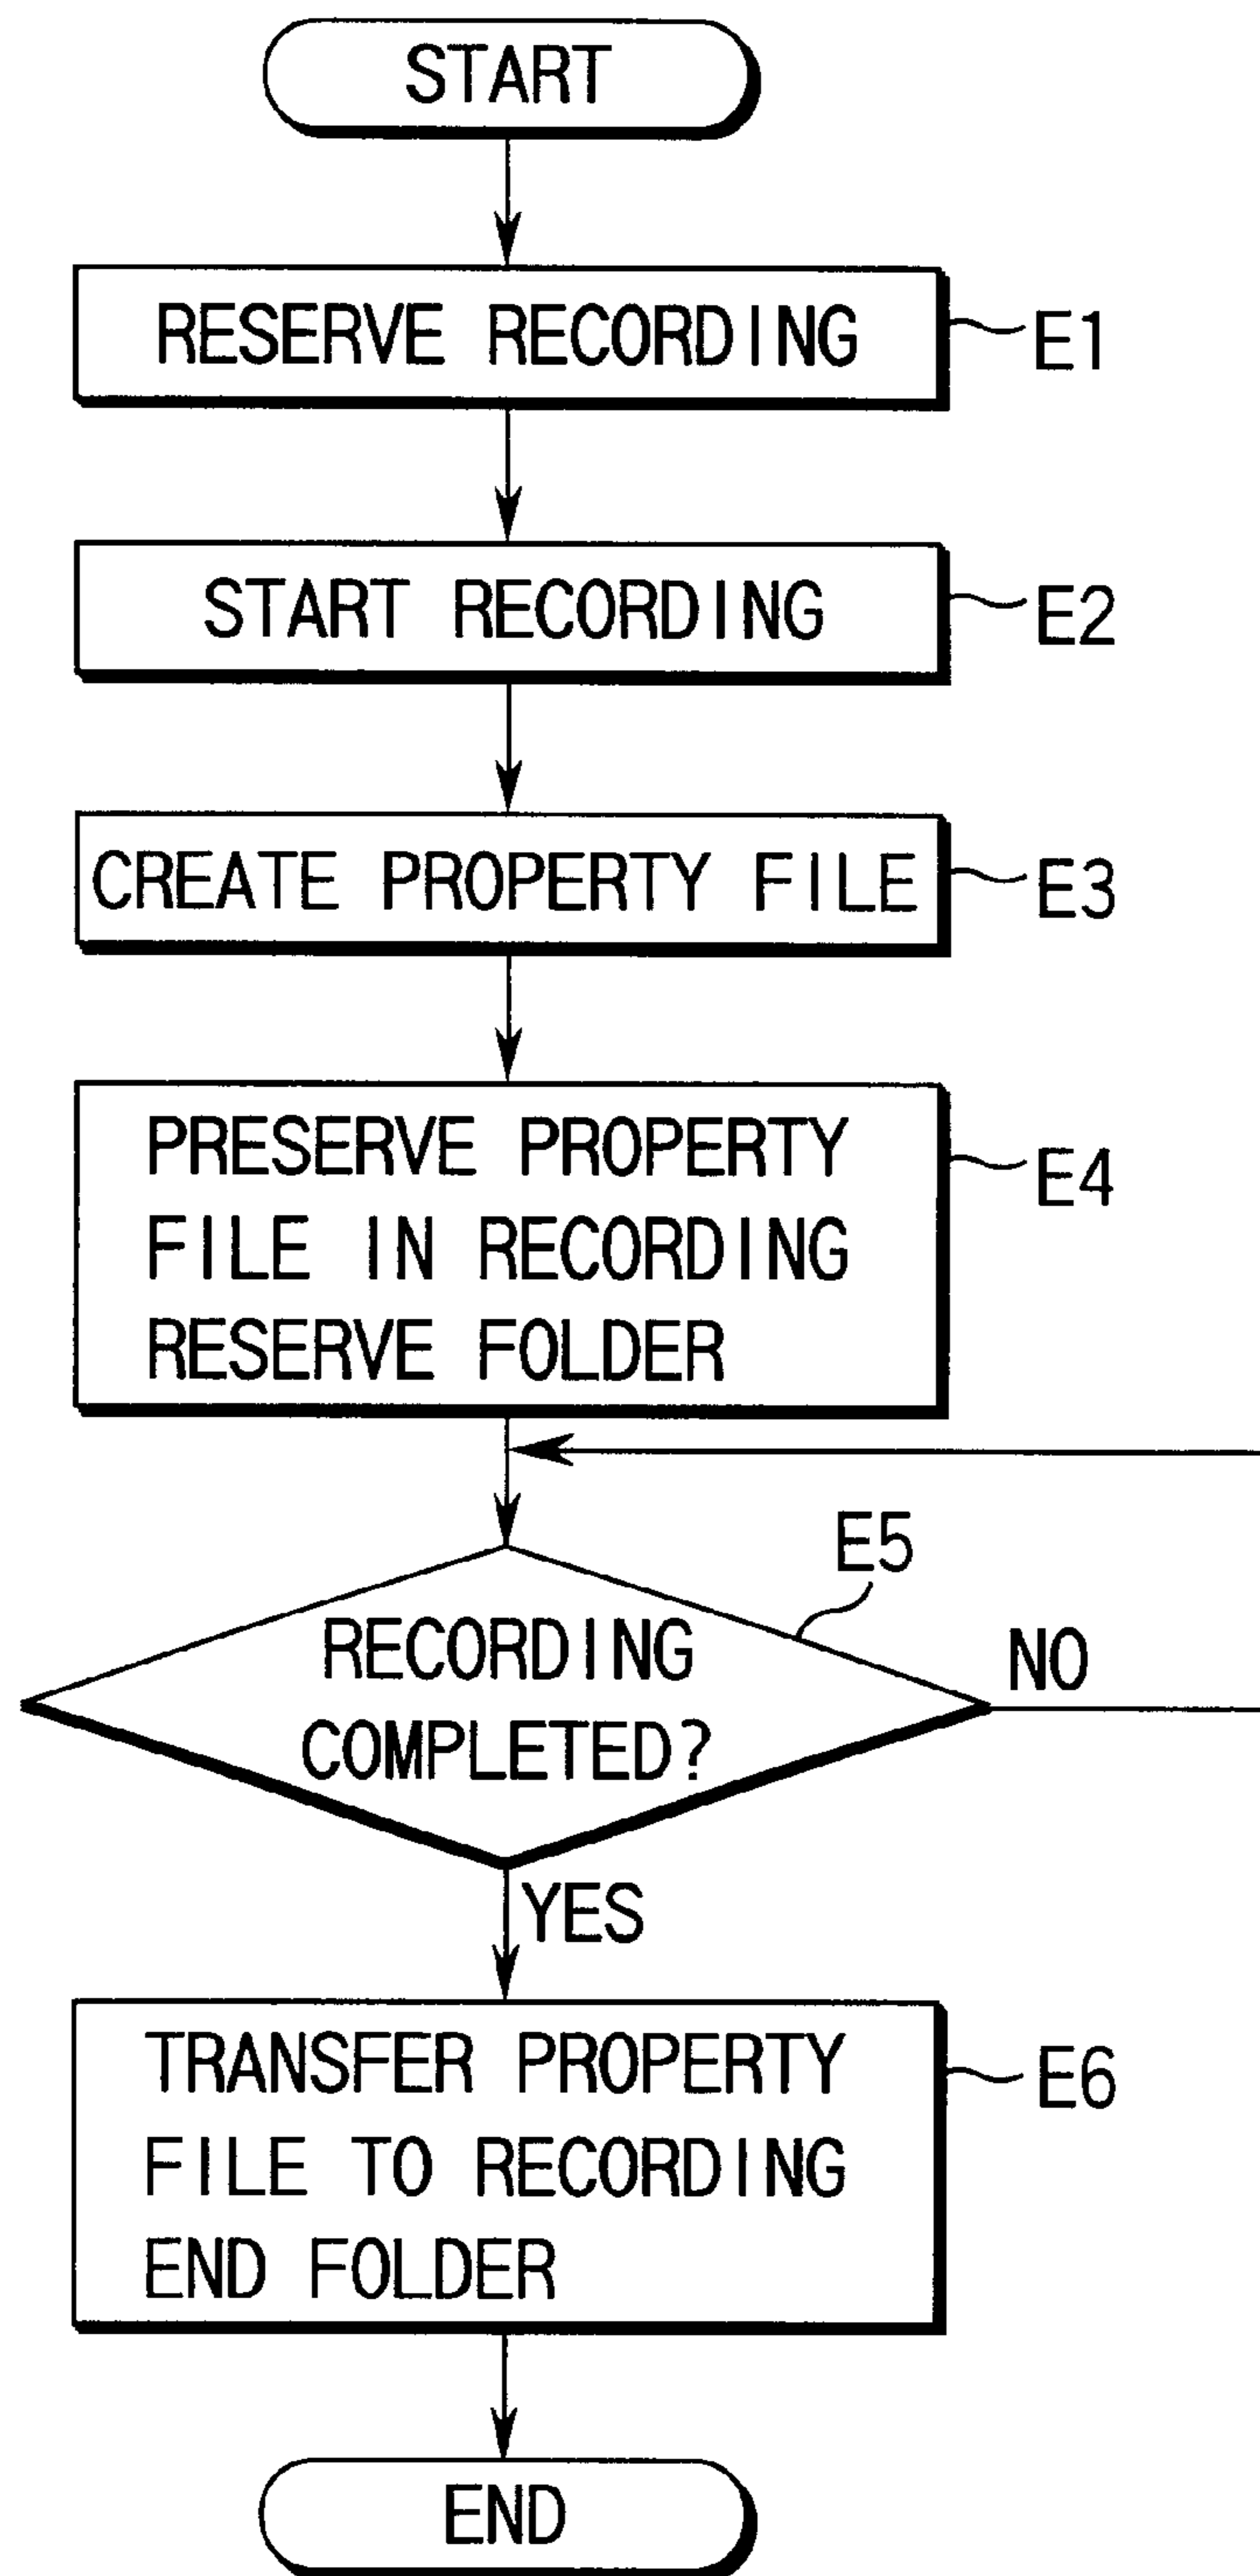 START
RESERVE RECORDING
E1
START RECORDING
E2
CREATE PROPERTY FILE
E3
PRESERVE PROPERTY
FILE IN RECORDING
RESERVE FOLDER
E4
E5
RECORDING
COMPLETED?
NO
YES
TRANSFER PROPERTY
FILE TO RECORDING
END FOLDER
E6
END